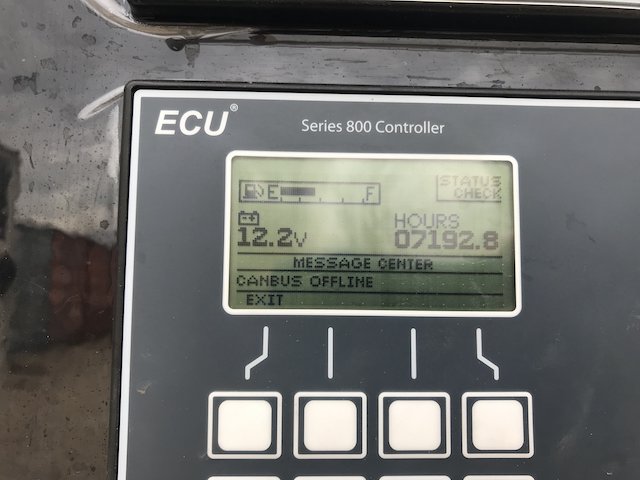 ECU®
Series 800 Controller
E F
STATUS
CHECK
12.2V
HOURS
07192.8
MESSAGE CENTER
CANBUS OFFLINE
EXIT